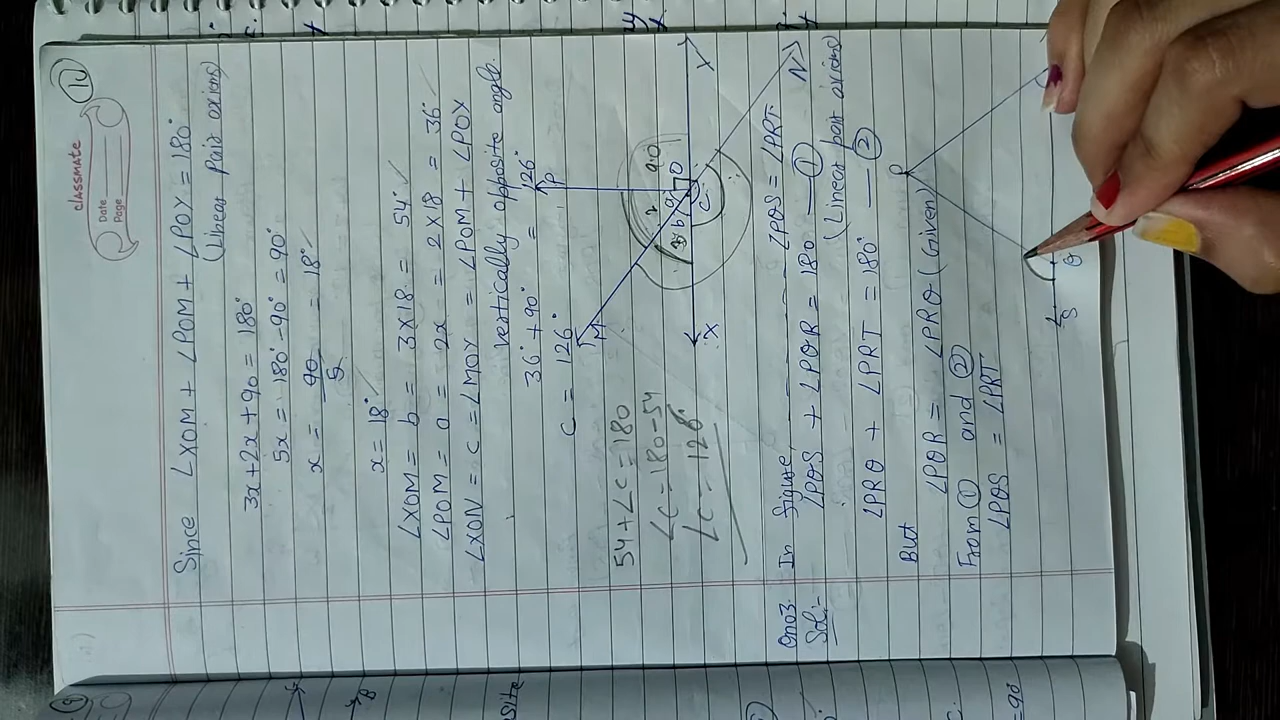 classmate
Date
Page
12
Since ∠XOM + ∠POM + ∠POY = 180°
(Linear Pair axioms)
3x + 2x + 90 = 180°
5x = 180° - 90° = 90°
x = 90/5 = 18° ✓
x = 18° ✓
∠XOM = b = 3 X 18 = 54° ✓
∠POM = a = 2x = 2 X 18 = 36°
∠XON = c = ∠MOY = ∠POM + ∠POY
vertically opposite angle.
36° + 90° = 126°
c = 126°
M
P
90
a
b
O
C
X
Y
N
54 + ∠C = 180
∠C = 180 - 54
∠C = 126.
Qno3. In figure, ∠PQS = ∠PRT
Sol:- ∠PQS + ∠PQR = 180 — ①
(Linear pair axioms)
∠PRQ + ∠PRT = 180° — ②
But
∠PQR = ∠PRQ (Given)
From ① and ②
∠PQS = ∠PRT
P
Q
S